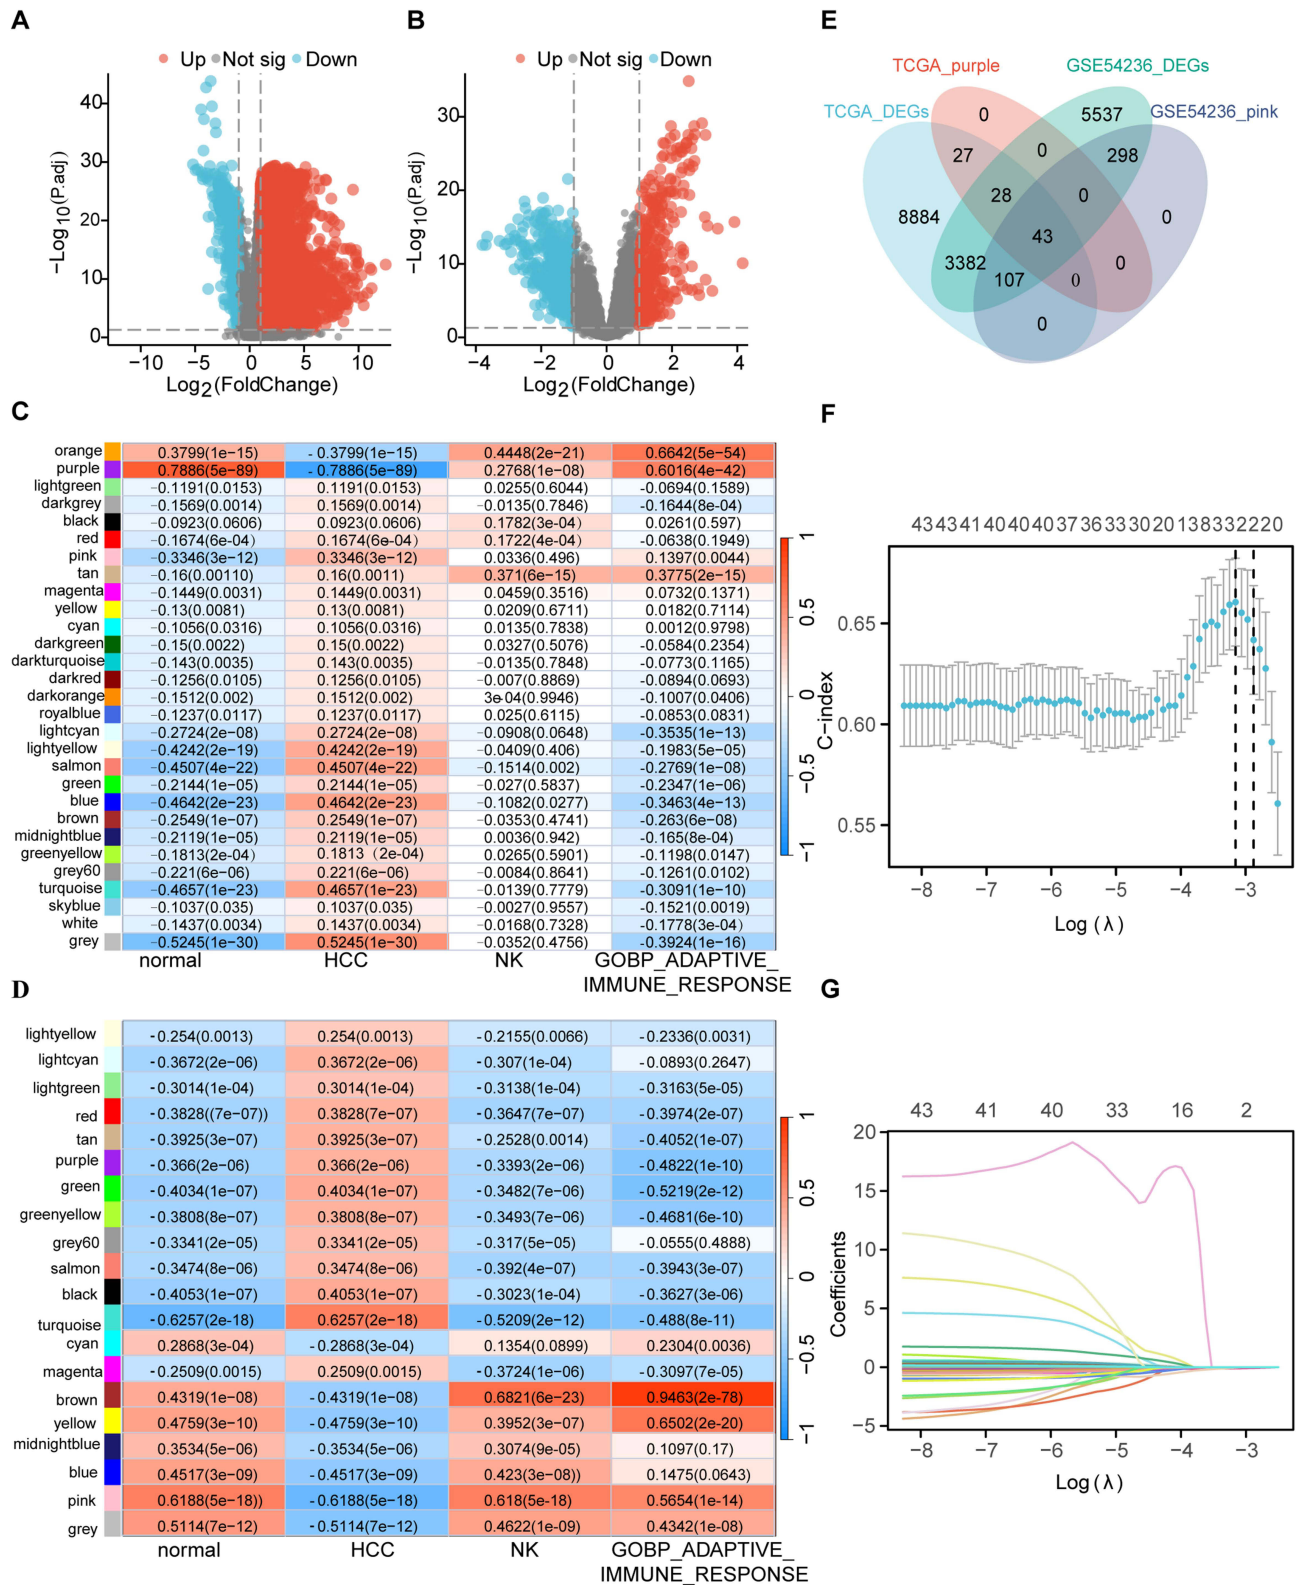 A
Up Not sig Down
40
30
20
10
0
−Log10(P.adj)
−10 −5 0 5 10
Log2(FoldChange)
B
Up Not sig Down
30
20
10
0
−Log10(P.adj)
−4 −2 0 2 4
Log2(FoldChange)
E
TCGA_purple GSE54236_DEGs
TCGA_DEGs GSE54236_pink
0 5537
27 0 298
28 0
8884 0
43
3382 107 0 0
0
C
orange 0.3799(1e−15) -0.3799(1e−15) 0.4448(2e−21) 0.6642(5e−54)
purple 0.7886(5e−89) -0.7886(5e−89) 0.2768(1e−08) 0.6016(4e−42)
lightgreen −0.1191(0.0153) 0.1191(0.0153) 0.0255(0.6044) -0.0694(0.1589)
darkgrey −0.1569(0.0014) 0.1569(0.0014) −0.0135(0.7846) -0.1644(8e−04)
black −0.0923(0.0606) 0.0923(0.0606) 0.1782(3e−04) 0.0261(0.597)
red −0.1674(6e−04) 0.1674(6e−04) 0.1722(4e−04) -0.0638(0.1949)
pink −0.3346(3e−12) 0.3346(3e−12) 0.0336(0.496) 0.1397(0.0044)
tan −0.16(0.00110) 0.16(0.0011) 0.371(6e−15) 0.3775(2e−15)
magenta −0.1449(0.0031) 0.1449(0.0031) 0.0459(0.3516) 0.0732(0.1371)
yellow −0.13(0.0081) 0.13(0.0081) 0.0209(0.6711) 0.0182(0.7114)
cyan −0.1056(0.0316) 0.1056(0.0316) 0.0135(0.7838) 0.0012(0.9798)
darkgreen −0.15(0.0022) 0.15(0.0022) 0.0327(0.5076) -0.0584(0.2354)
darkturquoise −0.143(0.0035) 0.143(0.0035) −0.0135(0.7848) -0.0773(0.1165)
darkred −0.1256(0.0105) 0.1256(0.0105) −0.007(0.8869) -0.0894(0.0693)
darkorange −0.1512(0.002) 0.1512(0.002) 3e-04(0.9946) -0.1007(0.0406)
royalblue −0.1237(0.0117) 0.1237(0.0117) 0.025(0.6115) -0.0853(0.0831)
lightcyan −0.2724(2e−08) 0.2724(2e−08) −0.0908(0.0648) -0.3535(1e−13)
lightyellow −0.4242(2e−19) 0.4242(2e−19) −0.0409(0.406) -0.1983(5e−05)
salmon −0.4507(4e−22) 0.4507(4e−22) −0.1514(0.002) -0.2769(1e−08)
green −0.2144(1e−05) 0.2144(1e−05) −0.027(0.5837) -0.2347(1e−06)
blue −0.4642(2e−23) 0.4642(2e−23) −0.1082(0.0277) -0.3463(4e−13)
brown −0.2549(1e−07) 0.2549(1e−07) −0.0353(0.4741) -0.263(6e−08)
midnightblue −0.2119(1e−05) 0.2119(1e−05) 0.0036(0.942) -0.165(8e−04)
greenyellow −0.1813(2e−04) 0.1813 (2e−04) 0.0265(0.5901) -0.1198(0.0147)
grey60 −0.221(6e−06) 0.221(6e−06) −0.0084(0.8641) -0.1261(0.0102)
turquoise −0.4657(1e−23) 0.4657(1e−23) −0.0139(0.7779) -0.3091(1e−10)
skyblue −0.1037(0.035) 0.1037(0.035) −0.0027(0.9557) -0.1521(0.0019)
white −0.1437(0.0034) 0.1437(0.0034) −0.0168(0.7328) -0.1778(3e−04)
grey −0.5245(1e−30) 0.5245(1e−30) −0.0352(0.4756) -0.3924(1e−16)
normal HCC NK GOBP_ADAPTIVE_
IMMUNE_RESPONSE
1
0.5
0
−0.5
−1
F
43 43 41 40 40 40 37 36 33 30 20 13833 2220
0.65
0.60
0.55
C−index
−8 −7 −6 −5 −4 −3
Log (λ)
D
lightyellow -0.254(0.0013) 0.254(0.0013) -0.2155(0.0066) -0.2336(0.0031)
lightcyan -0.3672(2e−06) 0.3672(2e−06) -0.307(1e−04) -0.0893(0.2647)
lightgreen -0.3014(1e−04) 0.3014(1e−04) -0.3138(1e−04) -0.3163(5e−05)
red -0.3828((7e−07)) 0.3828(7e−07) -0.3647(7e−07) -0.3974(2e−07)
tan -0.3925(3e−07) 0.3925(3e−07) -0.2528(0.0014) -0.4052(1e−07)
purple -0.366(2e−06) 0.366(2e−06) -0.3393(2e−06) -0.4822(1e−10)
green -0.4034(1e−07) 0.4034(1e−07) -0.3482(7e−06) -0.5219(2e−12)
greenyellow -0.3808(8e−07) 0.3808(8e−07) -0.3493(7e−06) -0.4681(6e−10)
grey60 -0.3341(2e−05) 0.3341(2e−05) -0.317(5e−05) -0.0555(0.4888)
salmon -0.3474(8e−06) 0.3474(8e−06) -0.392(4e−07) -0.3943(3e−07)
black -0.4053(1e−07) 0.4053(1e−07) -0.3023(1e−04) -0.3627(3e−06)
turquoise -0.6257(2e−18) 0.6257(2e−18) -0.5209(2e−12) -0.488(8e−11)
cyan 0.2868(3e−04) -0.2868(3e−04) 0.1354(0.0899) 0.2304(0.0036)
magenta -0.2509(0.0015) 0.2509(0.0015) -0.3724(1e−06) -0.3097(7e−05)
brown 0.4319(1e−08) -0.4319(1e−08) 0.6821(6e−23) 0.9463(2e−78)
yellow 0.4759(3e−10) -0.4759(3e−10) 0.3952(3e−07) 0.6502(2e−20)
midnightblue 0.3534(5e−06) -0.3534(5e−06) 0.3074(9e−05) 0.1097(0.17)
blue 0.4517(3e−09) -0.4517(3e−09) 0.423(3e−08)) 0.1475(0.0643)
pink 0.6188(5e−18)) -0.6188(5e−18) 0.618(5e-18) 0.5654(1e−14)
grey 0.5114(7e−12) -0.5114(7e−12) 0.4622(1e−09) 0.4342(1e−08)
normal HCC NK GOBP_ADAPTIVE_
IMMUNE_RESPONSE
1
0.5
0
−0.5
−1
G
43 41 40 33 16 2
20
15
10
5
0
−5
Coefficients
−8 −7 −6 −5 −4 −3
Log (λ)